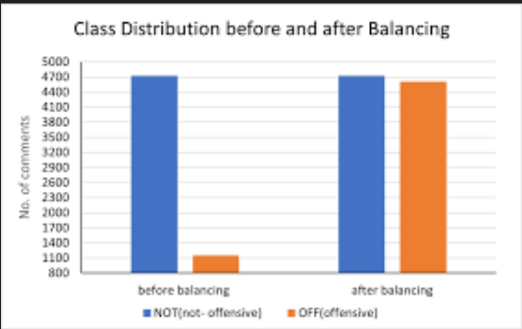 Class Distribution before and after Balancing
No. of comments
5000
4700
4400
4100
3800
3500
3200
2900
2600
2300
2000
1700
1400
1100
800
before balancing
after balancing
NOT(not- offensive)
OFF(offensive)